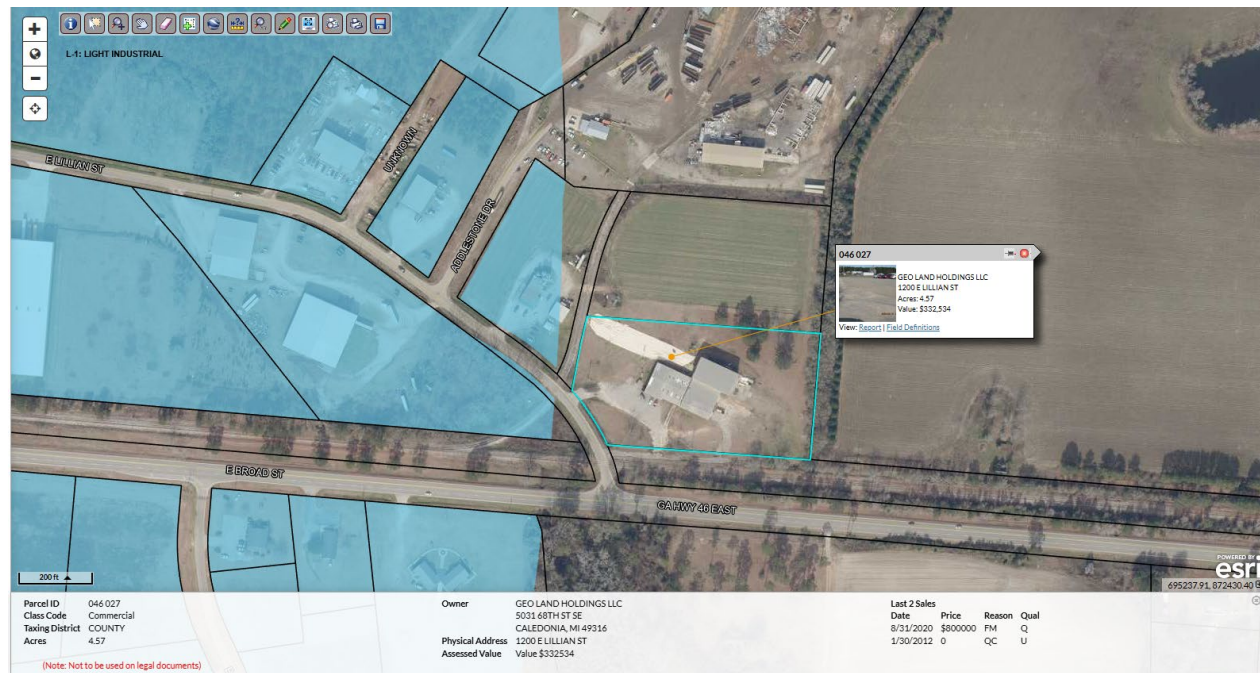 L-1: LIGHT INDUSTRIAL
E LILLIAN ST
UNKNOWN
ADDLESTONE DR
046 027
GEO LAND HOLDINGS LLC
1200 E LILLIAN ST
Acres: 4.57
Value: $332,534
View: Report | Field Definitions
E BROAD ST
GA HWY 46 EAST
200 ft
POWERED BY
esri
695237.91, 872430.40
Parcel ID 046 027
Class Code Commercial
Taxing District COUNTY
Acres 4.57
(Note: Not to be used on legal documents)
Owner GEO LAND HOLDINGS LLC
5031 68TH ST SE
CALEDONIA, MI 49316
Physical Address 1200 E LILLIAN ST
Assessed Value Value $332534
Last 2 Sales
Date Price Reason Qual
8/31/2020 $800000 FM Q
1/30/2012 0 QC U